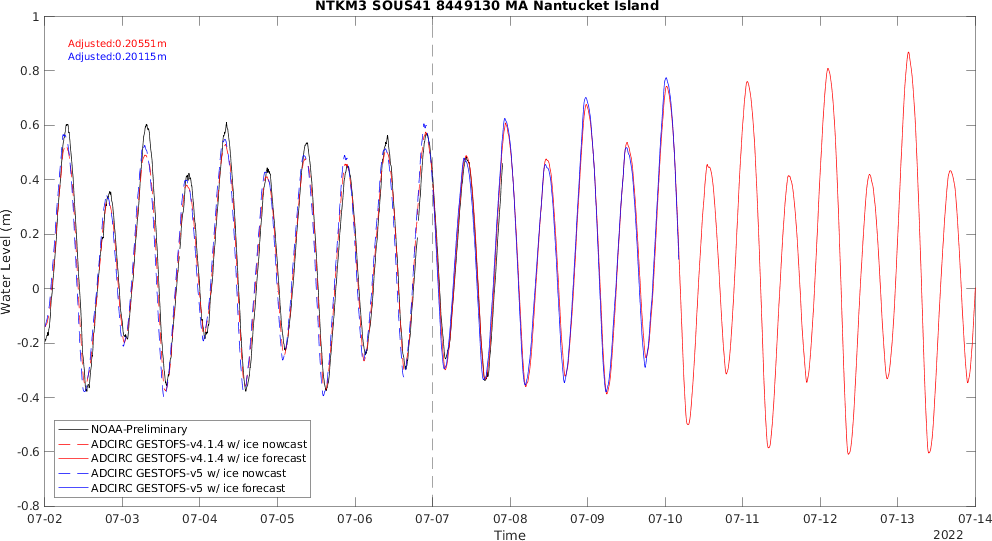 NTKM3 SOUS41 8449130 MA Nantucket Island
Adjusted:0.20551m
Adjusted:0.20115m
Water Level (m)
1
0.8
0.6
0.4
0.2
0
-0.2
-0.4
-0.6
-0.8
NOAA-Preliminary
ADCIRC GESTOFS-v4.1.4 w/ ice nowcast
ADCIRC GESTOFS-v4.1.4 w/ ice forecast
ADCIRC GESTOFS-v5 w/ ice nowcast
ADCIRC GESTOFS-v5 w/ ice forecast
07-02 07-03 07-04 07-05 07-06 07-07 07-08 07-09 07-10 07-11 07-12 07-13 07-14
Time
2022